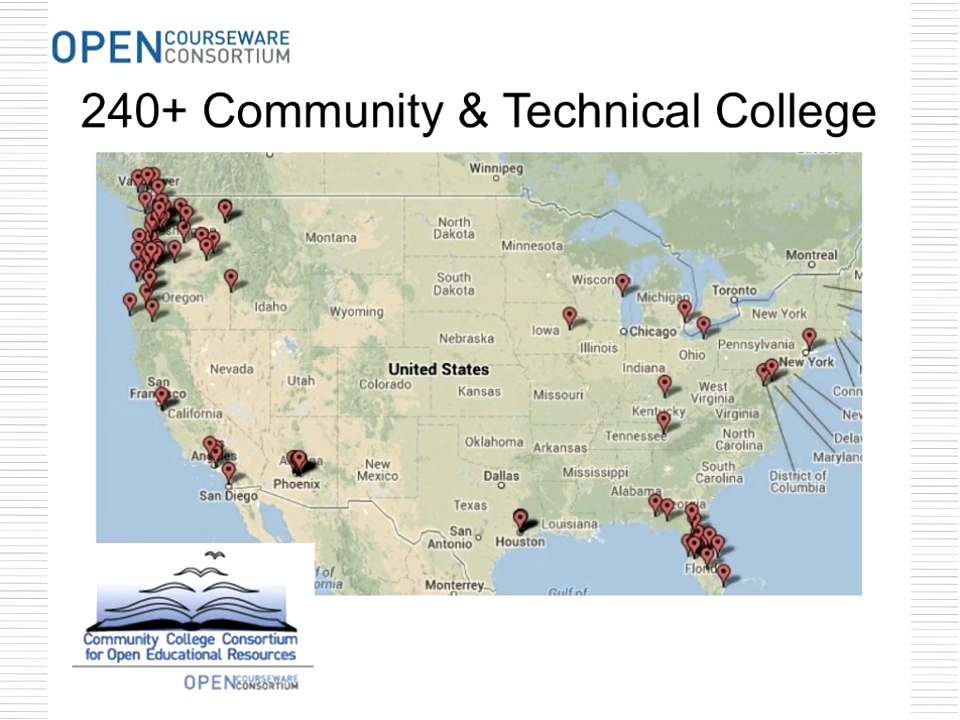 OPEN COURSEWARE
CONSORTIUM
240+ Community & Technical College
Winnipeg
North
Dakota
Montana
Minnesota
Montreal
South
Dakota
Toronto
Michigan
Oregon
Idaho
Wyoming
New York
Iowa
Chicago
Nebraska
Illinois
Pennsylvania
Ohio
New York
Nevada
United States
Indiana
Utah
Colorado
San
Kansas
Missouri
West
Virginia
California
Kentucky
Virginia
Tennessee
North
Carolina
Oklahoma
Arkansas
New
Mexico
Phoenix
Dallas
Mississippi
South
Carolina
District of
Columbia
Maryland
San Diego
Alabama
Texas
Louisiana
San
Antonio
Houston
Monterrey
Gulf of
Community College Consortium
for Open Educational Resources
OPEN COURSEWARE
CONSORTIUM